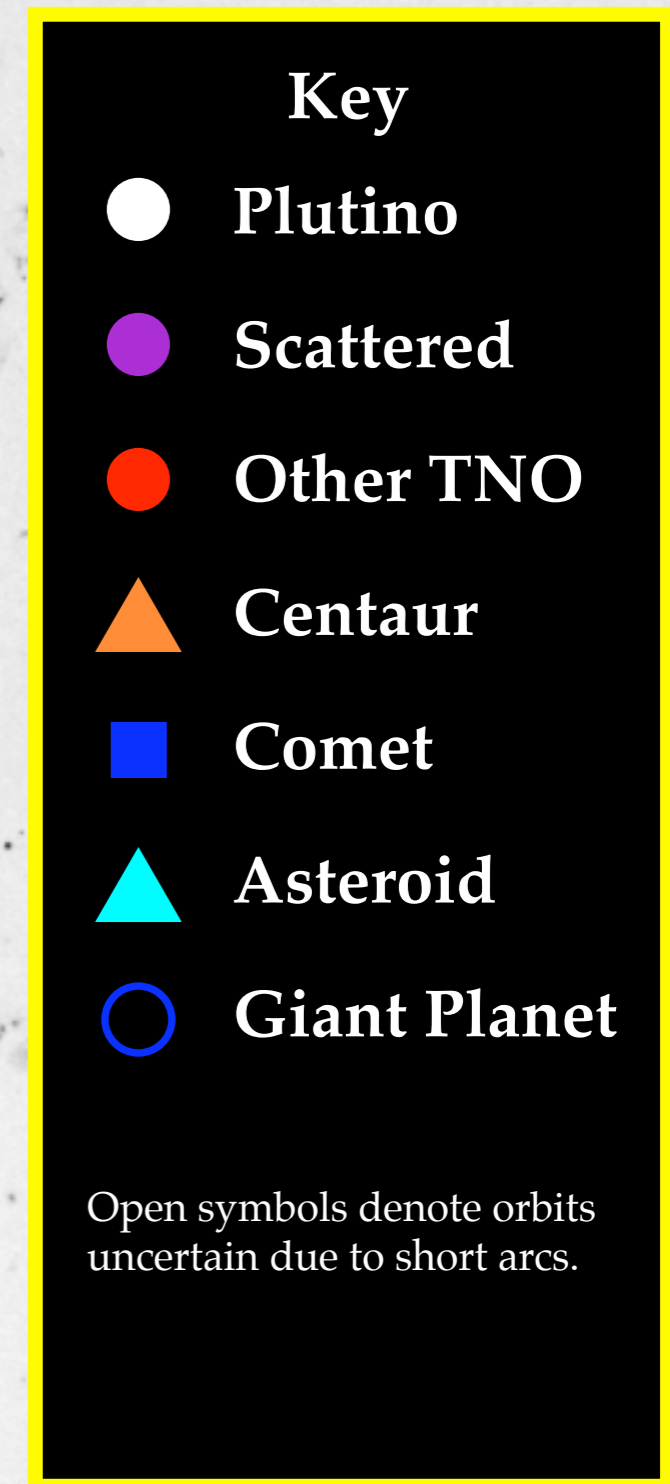 Key
Plutino
Scattered
Other TNO
Centaur
Comet
Asteroid
Giant Planet
Open symbols denote orbits
uncertain due to short arcs.